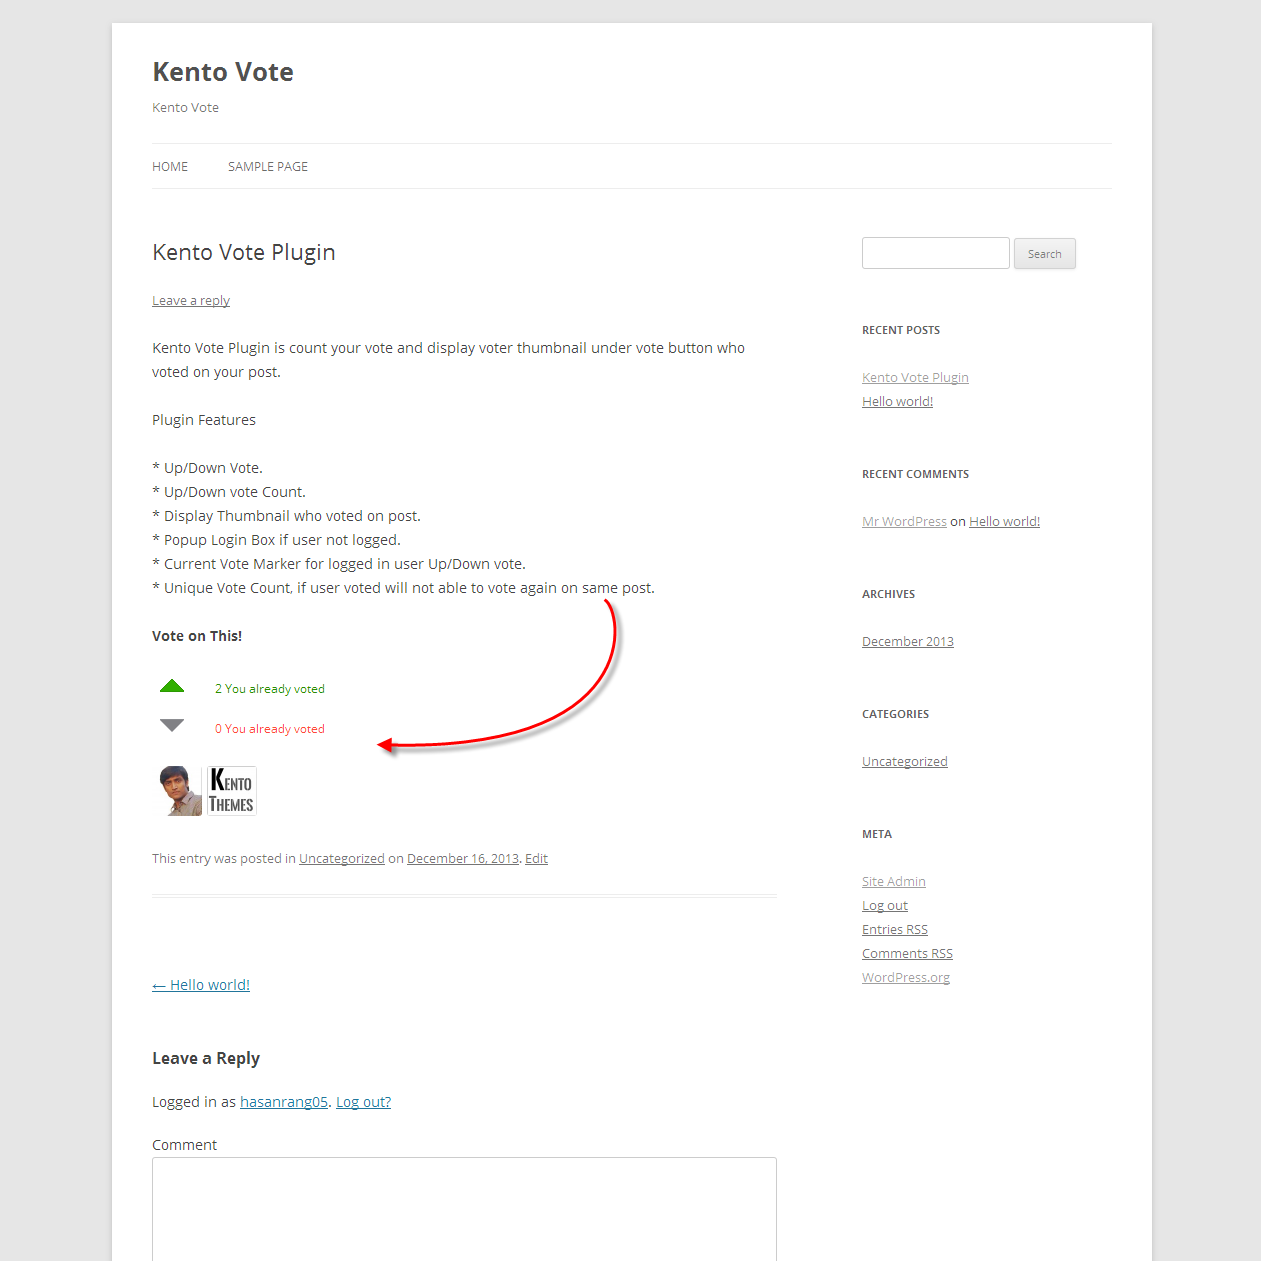 Kento Vote
Kento Vote
HOME
SAMPLE PAGE
Kento Vote Plugin
Leave a reply
Kento Vote Plugin is count your vote and display voter thumbnail under vote button who
voted on your post.
Plugin Features
* Up/Down Vote.
* Up/Down vote Count.
* Display Thumbnail who voted on post.
* Popup Login Box if user not logged.
* Current Vote Marker for logged in user Up/Down vote.
* Unique Vote Count, if user voted will not able to vote again on same post.
Vote on This!
2 You already voted
0 You already voted
KENTO
THEMES
This entry was posted in Uncategorized on December 16, 2013. Edit
← Hello world!
Leave a Reply
Logged in as hasanrang05. Log out?
Comment
Search
RECENT POSTS
Kento Vote Plugin
Hello world!
RECENT COMMENTS
Mr WordPress on Hello world!
ARCHIVES
December 2013
CATEGORIES
Uncategorized
META
Site Admin
Log out
Entries RSS
Comments RSS
WordPress.org